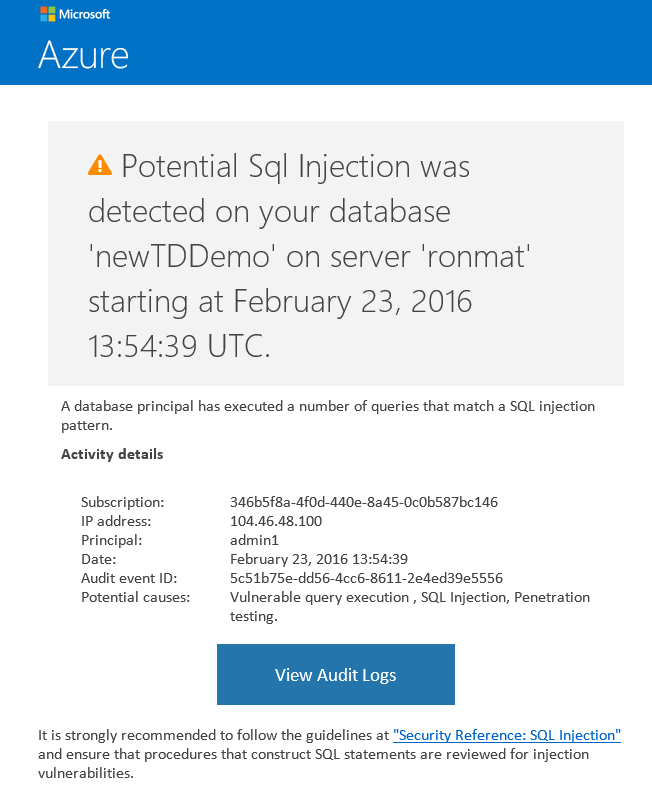 Microsoft
Azure
Potential Sql Injection was
detected on your database
'newTDDemo' on server 'ronmat'
starting at February 23, 2016
13:54:39 UTC.
A database principal has executed a number of queries that match a SQL injection
pattern.
Activity details
Subscription: 346b5f8a-4f0d-440e-8a45-0c0b587bc146
IP address: 104.46.48.100
Principal: admin1
Date: February 23, 2016 13:54:39
Audit event ID: 5c51b75e-dd56-4cc6-8611-2e4ed39e5556
Potential causes: Vulnerable query execution , SQL Injection, Penetration
testing.
View Audit Logs
It is strongly recommended to follow the guidelines at "Security Reference: SQL Injection"
and ensure that procedures that construct SQL statements are reviewed for injection
vulnerabilities.